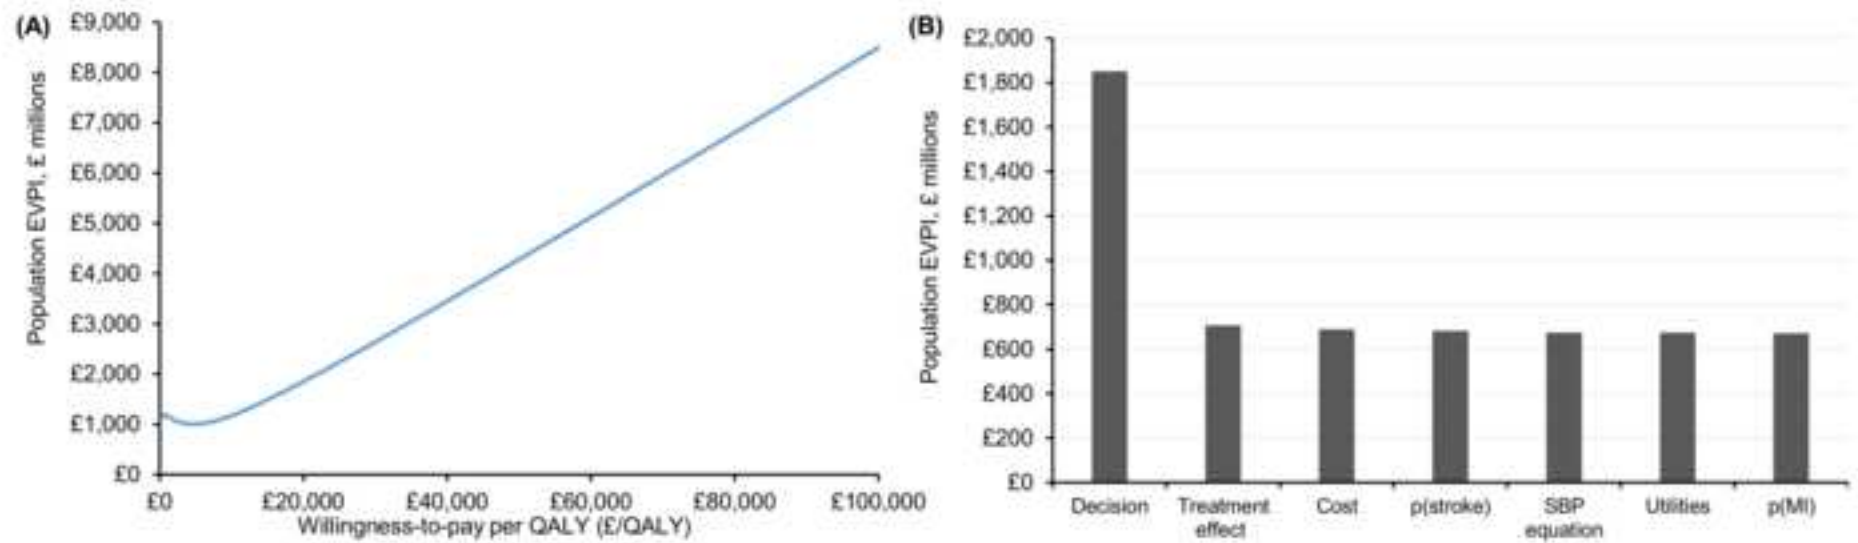 (A)
Population EVPI, £ millions
£9,000
£8,000
£7,000
£6,000
£5,000
£4,000
£3,000
£2,000
£1,000
£0
£0 £20,000 £40,000 £60,000 £80,000 £100,000
Willingness-to-pay per QALY (£/QALY)
(B)
Population EVPI, £ millions
£2,000
£1,800
£1,600
£1,400
£1,200
£1,000
£800
£600
£400
£200
£0
Decision Treatment Cost p(stroke) SBP Utilities p(MI)
effect equation